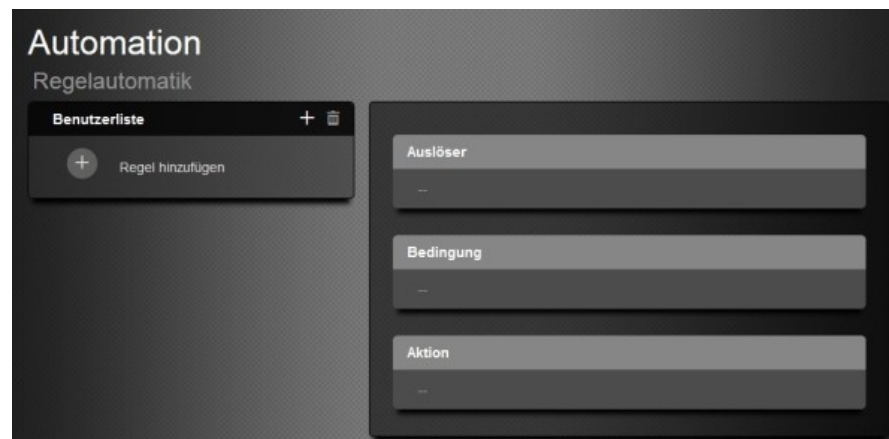 Automation
Regelautomatik
Benutzerliste
Regel hinzufügen
Auslöser
...
Bedingung
...
Aktion
...